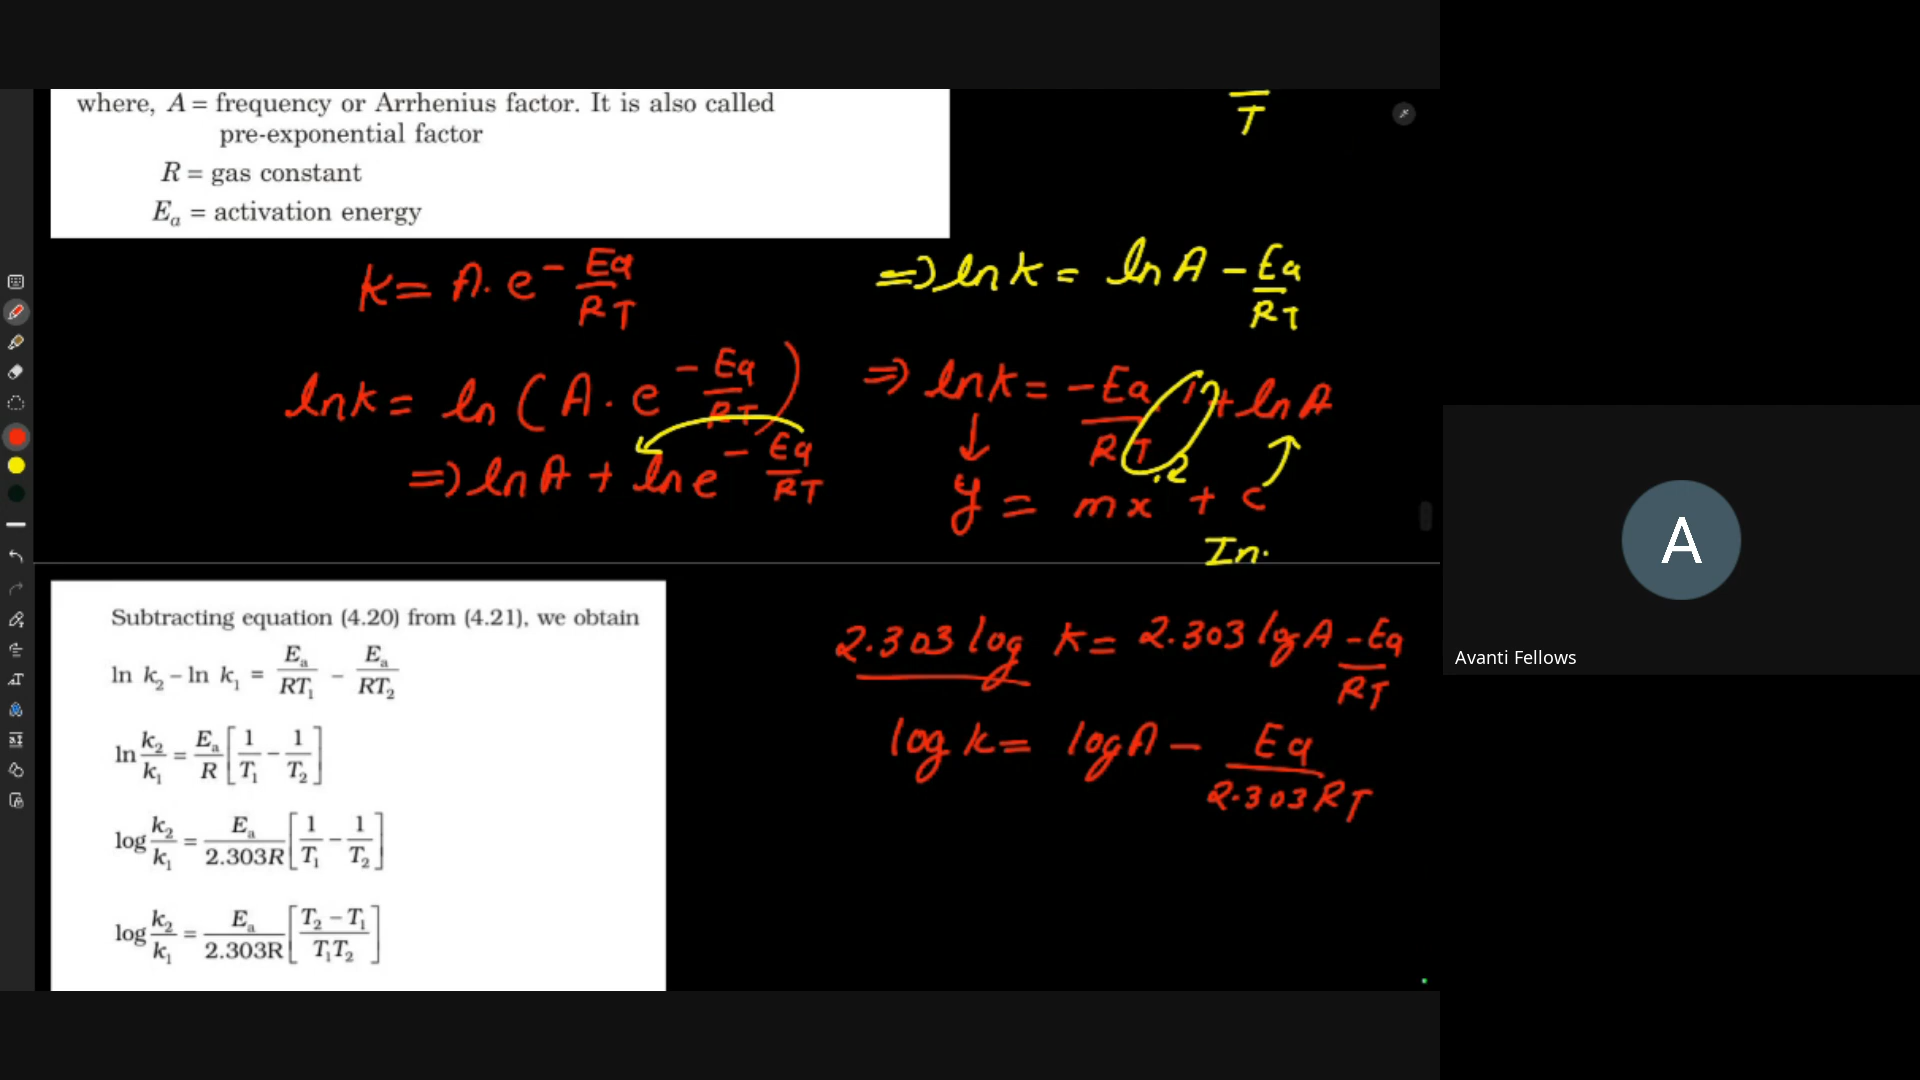 where, A = frequency or Arrhenius factor. It is also called
pre-exponential factor
R = gas constant
Eₐ = activation energy
T
k = A. e^(-Ea/RT)
lnk = ln (A. e^(-Ea/RT))
=> ln A + ln e^(-Ea/RT)
=> ln k = ln A - Ea/RT
=> ln k = -Ea/RT + ln A
y = mx + c
In.
Subtracting equation (4.20) from (4.21), we obtain
ln k₂ – ln k₁ = Eₐ/RT₁ – Eₐ/RT₂
ln k₂/k₁ = Eₐ/R [1/T₁ – 1/T₂]
log k₂/k₁ = Eₐ/2.303R [1/T₁ – 1/T₂]
log k₂/k₁ = Eₐ/2.303R [T₂ – T₁/T₁T₂]
2.303 log k = 2.303 log A - Ea/RT
log k = log A - Ea/2.303RT
A
Avanti Fellows